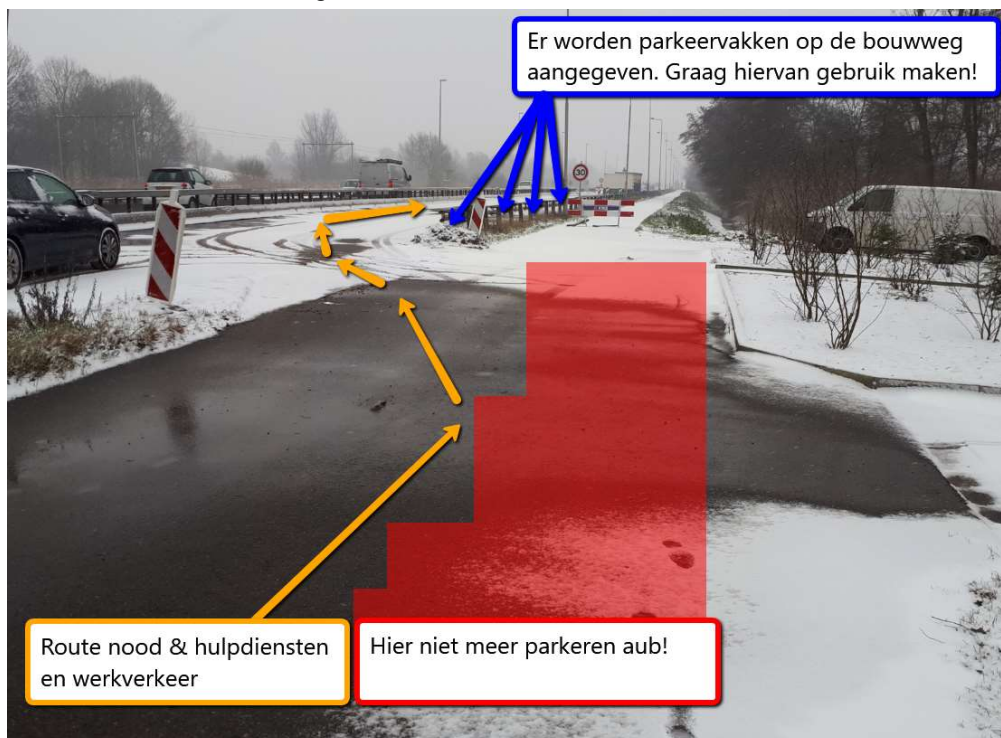 Er worden parkeervakken op de bouwweg
aangegeven. Graag hiervan gebruik maken!
30
Route nood & hulpdiensten
en werkverkeer
Hier niet meer parkeren aub!